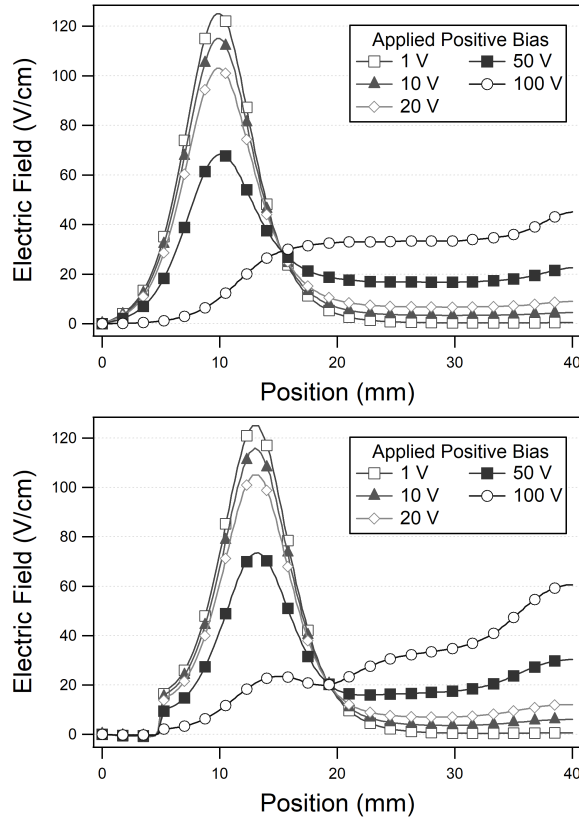 120
100
80
60
40
20
0
Electric Field (V/cm)
Applied Positive Bias
1 V 50 V
10 V 100 V
20 V
0 10 20 30 40
Position (mm)
120
100
80
60
40
20
0
Electric Field (V/cm)
Applied Positive Bias
1 V 50 V
10 V 100 V
20 V
0 10 20 30 40
Position (mm)